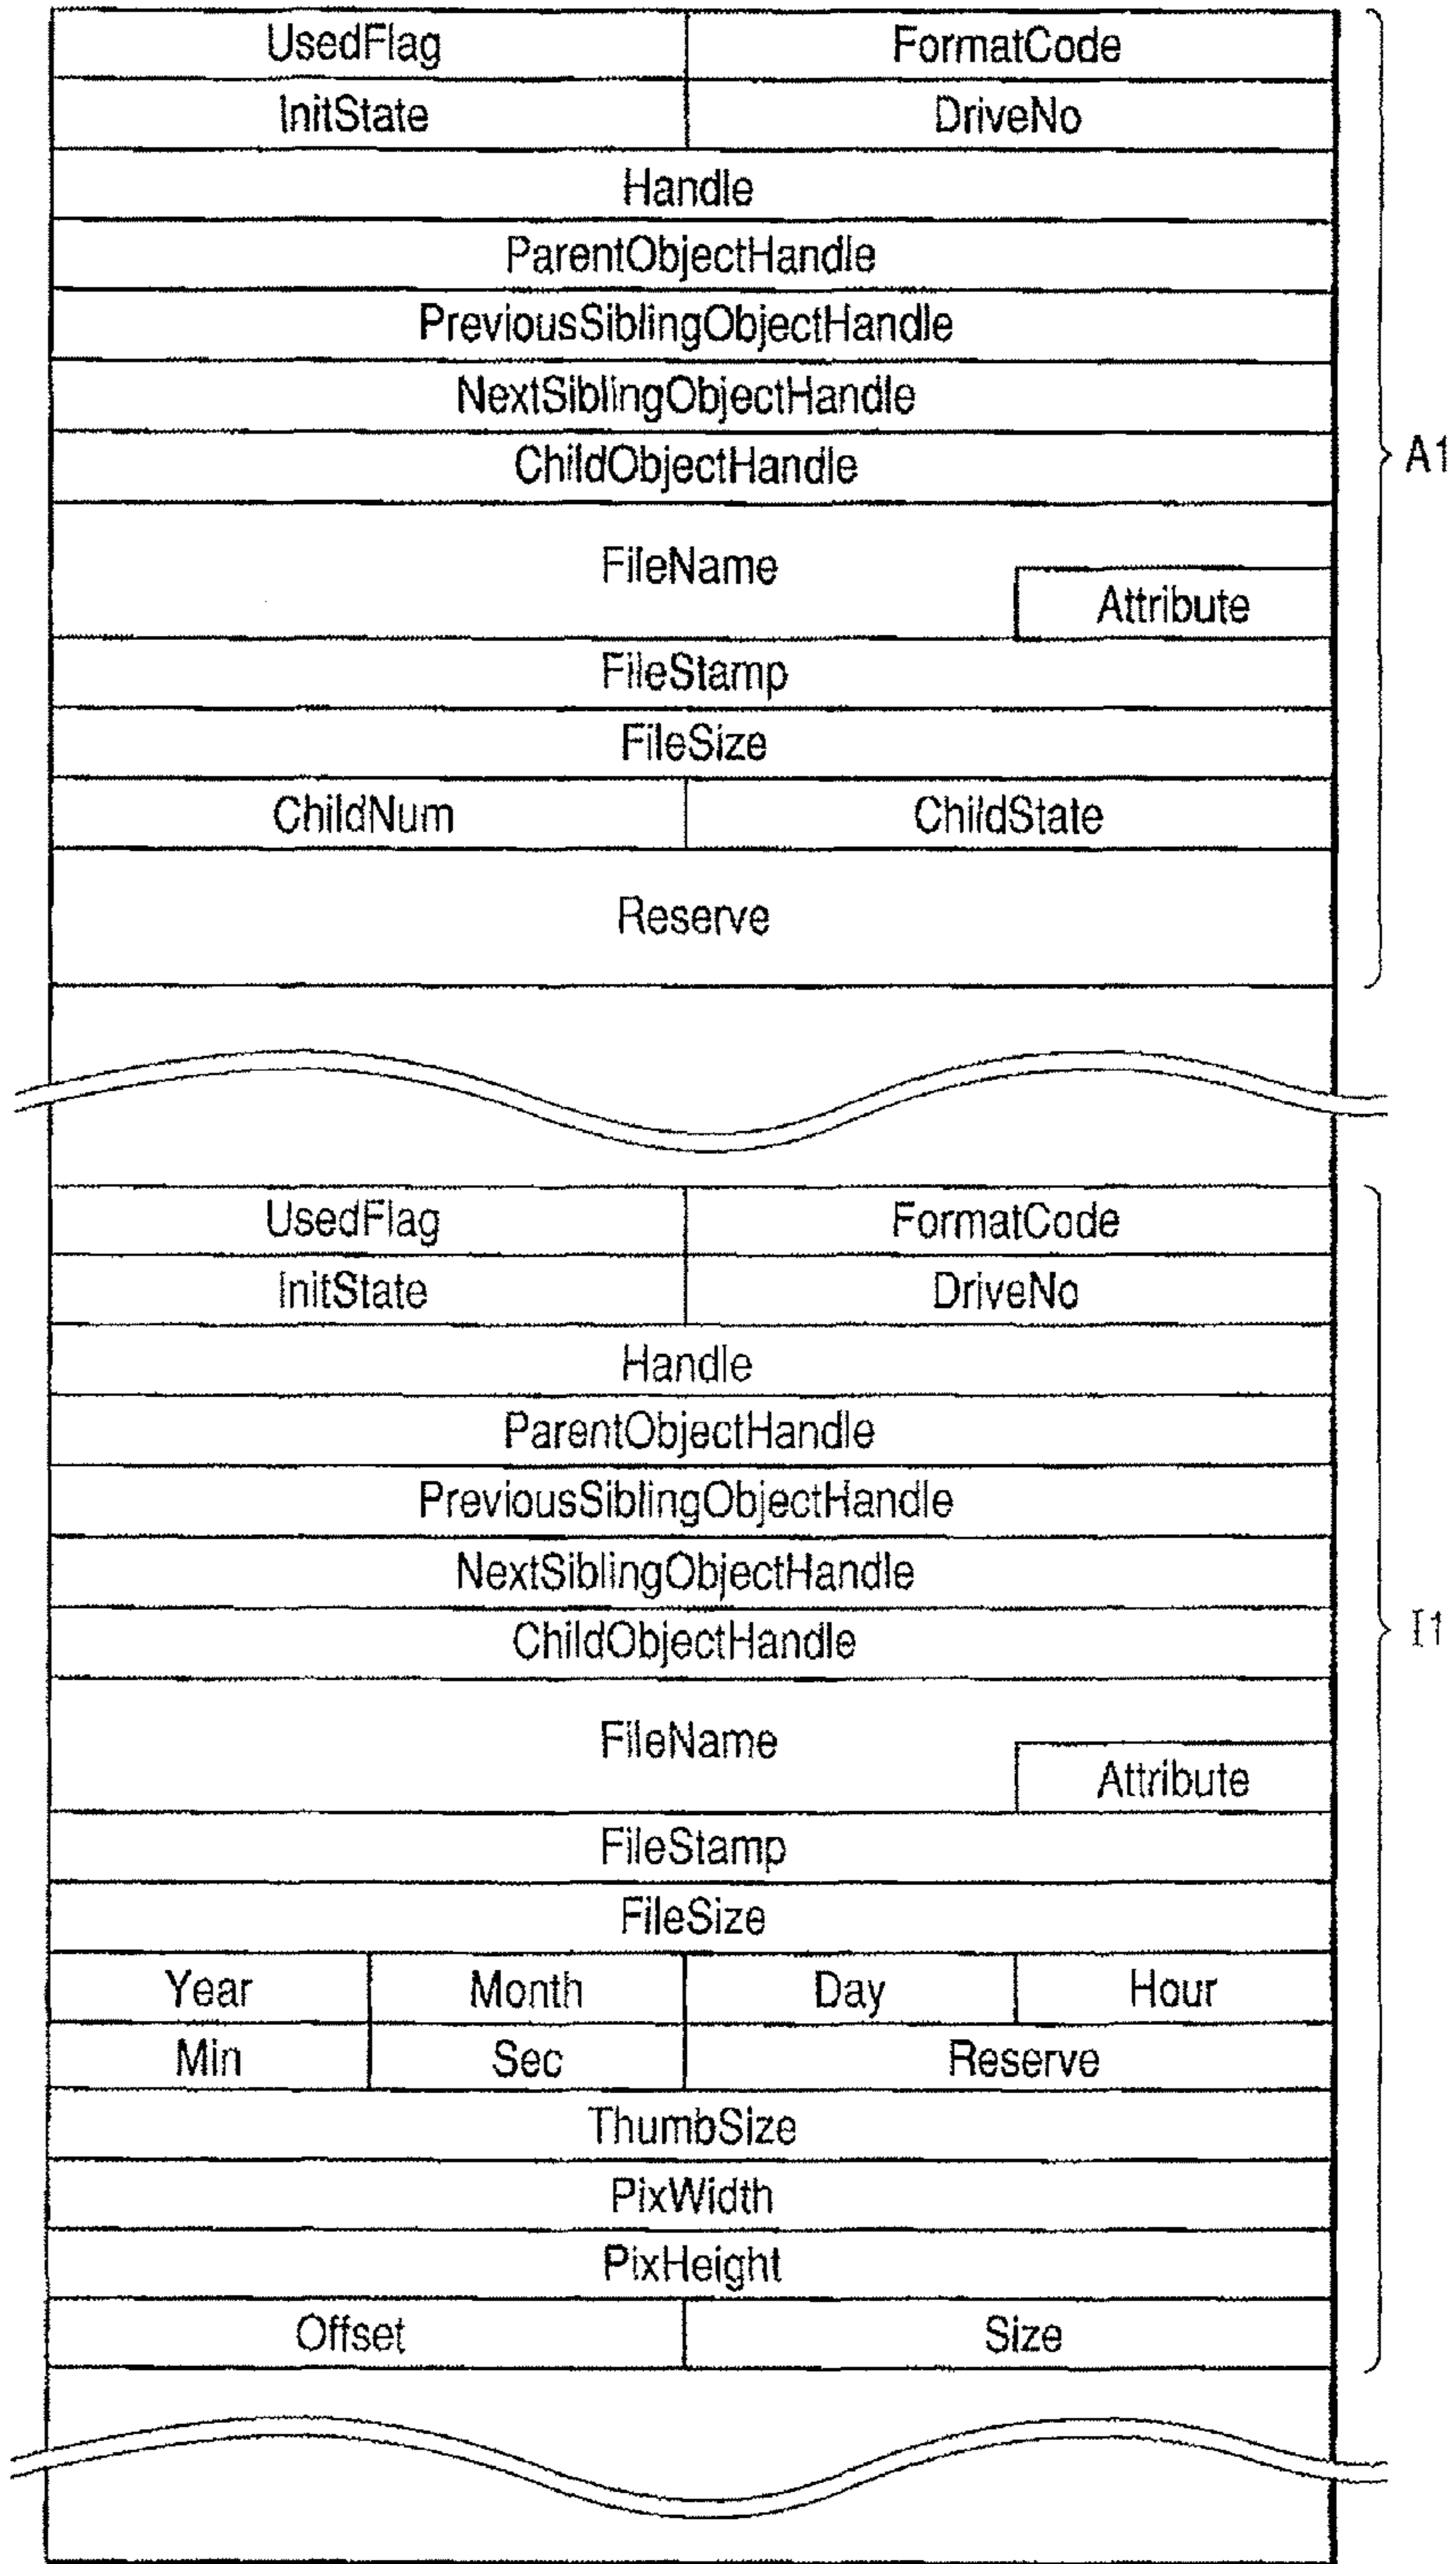 UsedFlag FormatCode
InitState DriveNo
Handle
ParentObjectHandle
PreviousSiblingObjectHandle
NextSiblingObjectHandle
ChildObjectHandle
A1
FileName
Attribute
FileStamp
FileSize
ChildNum ChildState
Reserve
UsedFlag FormatCode
InitState DriveNo
Handle
ParentObjectHandle
PreviousSiblingObjectHandle
NextSiblingObjectHandle
ChildObjectHandle
I1
FileName
Attribute
FileStamp
FileSize
Year Month Day Hour
Min Sec Reserve
ThumbSize
PixWidth
PixHeight
Offset Size